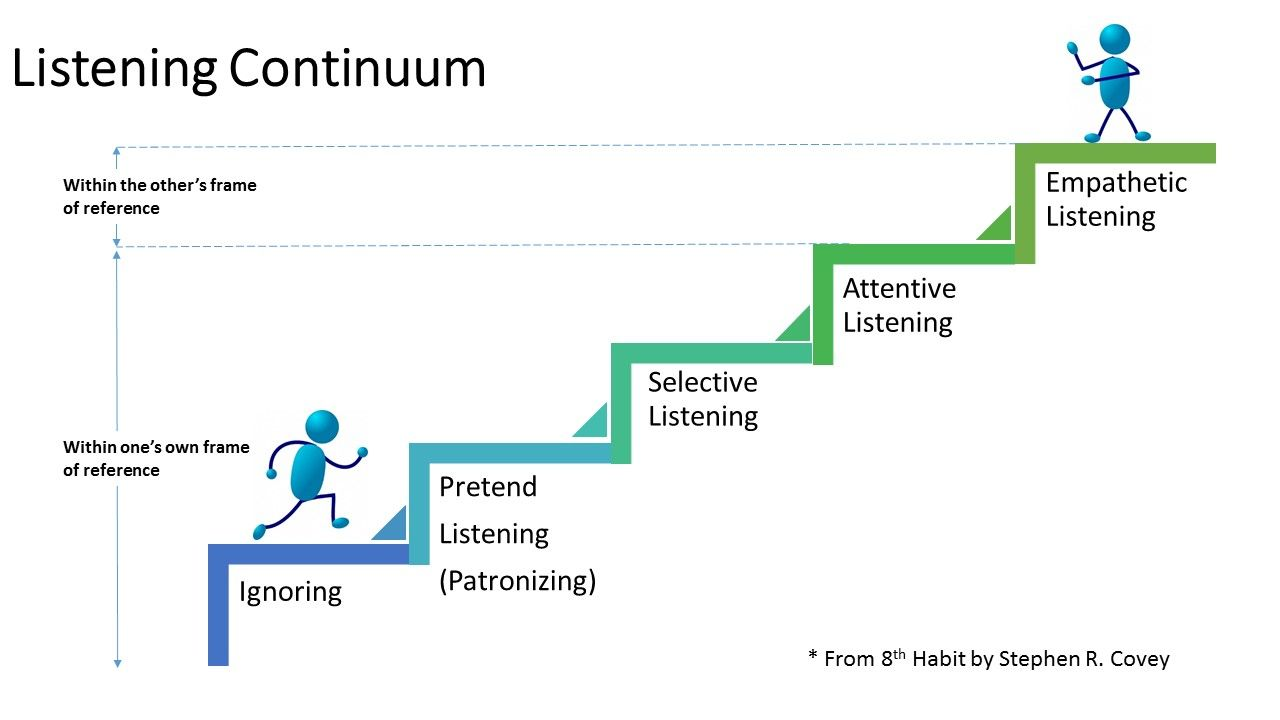 Listening Continuum
Within the other’s frame
of reference
Empathetic
Listening
Attentive
Listening
Selective
Listening
Within one’s own frame
of reference
Pretend
Listening
(Patronizing)
Ignoring
* From 8th Habit by Stephen R. Covey